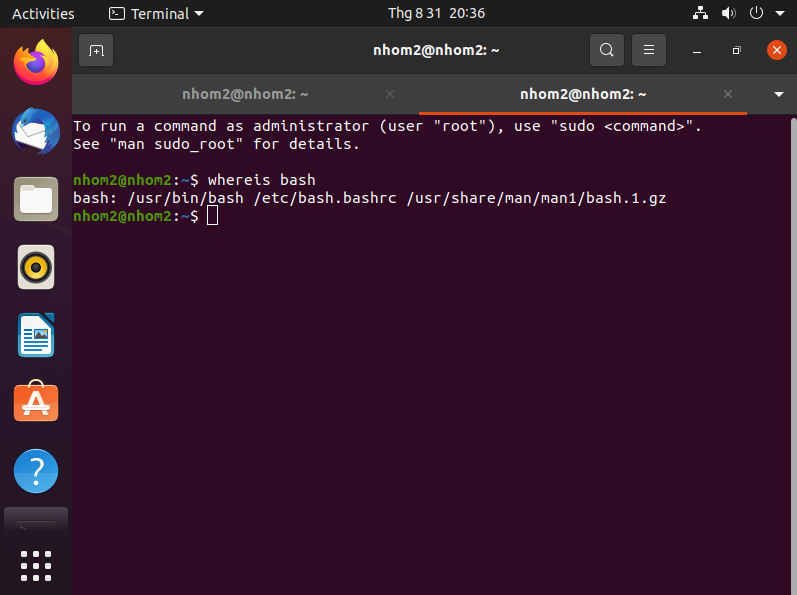 Activities Terminal Thg 8 31 20:36
nhom2@nhom2: ~
nhom2@nhom2: ~ nhom2@nhom2: ~
To run a command as administrator (user "root"), use "sudo <command>".
See "man sudo_root" for details.
nhom2@nhom2:~$ whereis bash
bash: /usr/bin/bash /etc/bash.bashrc /usr/share/man/man1/bash.1.gz
nhom2@nhom2:~$